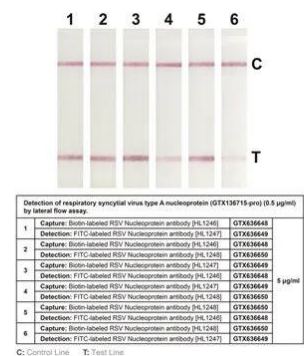 1 2 3 4 5 6
C
T
Detection of respiratory syncytial virus type A nucleoprotein (GTX136715-pro) (0.5 µg/ml)
by lateral flow assay.
1 Capture: Biotin-labeled RSV Nucleoprotein antibody [HL1246] GTX636648
Detection: FITC-labeled RSV Nucleoprotein antibody [HL1247] GTX636649
2 Capture: Biotin-labeled RSV Nucleoprotein antibody [HL1246] GTX636648
Detection: FITC-labeled RSV Nucleoprotein antibody [HL1248] GTX636650
3 Capture: Biotin-labeled RSV Nucleoprotein antibody [HL1247] GTX636649
Detection: FITC-labeled RSV Nucleoprotein antibody [HL1246] GTX636648
4 Capture: Biotin-labeled RSV Nucleoprotein antibody [HL1247] GTX636649
Detection: FITC-labeled RSV Nucleoprotein antibody [HL1248] GTX636650
5 Capture: Biotin-labeled RSV Nucleoprotein antibody [HL1248] GTX636650
Detection: FITC-labeled RSV Nucleoprotein antibody [HL1246] GTX636648
6 Capture: Biotin-labeled RSV Nucleoprotein antibody [HL1248] GTX636650
Detection: FITC-labeled RSV Nucleoprotein antibody [HL1247] GTX636649
5 µg/ml
C: Control Line T: Test Line